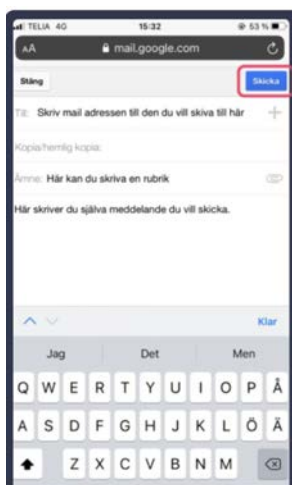 TELIA 4G 15:32 53 %
AA mail.google.com
Stäng Skicka
Till: Skriv mail adressen till den du vill skiva till här
Kopia/hemlig kopia:
Ämne: Här kan du skriva en rubrik
Här skriver du själva meddelande du vill skicka.
Klar
Jag Det Men
Q W E R T Y U I O P Å
A S D F G H J K L Ö Ä
Z X C V B N M